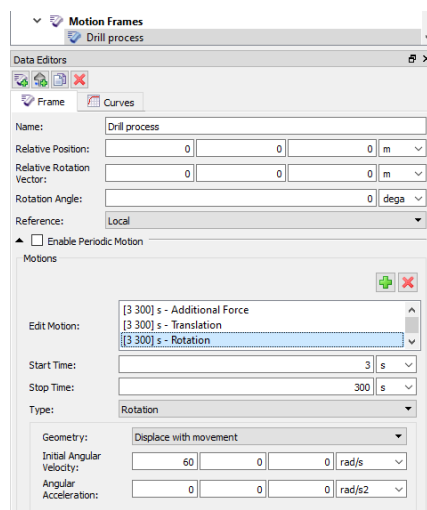 Motion Frames
Drill process
Data Editors
Frame Curves
Name: Drill process
Relative Position: 0 0 0 m
Relative Rotation
Vector: 0 0 0 m
Rotation Angle: 0 dega
Reference: Local
Enable Periodic Motion
Motions
[3 300] s - Additional Force
Edit Motion: [3 300] s - Translation
[3 300] s - Rotation
Start Time: 3 s
Stop Time: 300 s
Type: Rotation
Geometry: Displace with movement
Initial Angular
Velocity: 60 0 0 rad/s
Angular
Acceleration: 0 0 0 rad/s2